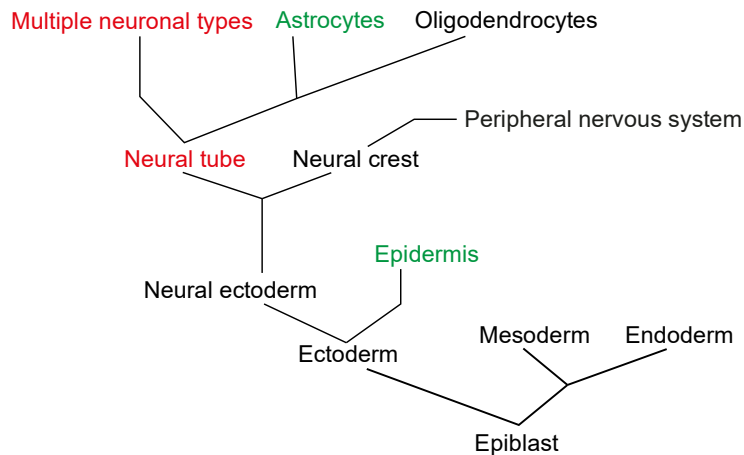 Multiple neuronal types
Astrocytes
Oligodendrocytes
Peripheral nervous system
Neural tube
Neural crest
Epidermis
Neural ectoderm
Mesoderm
Endoderm
Ectoderm
Epiblast